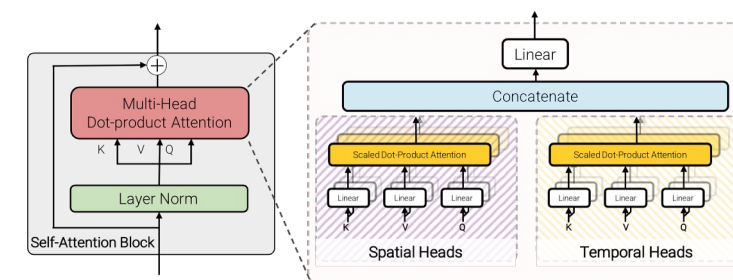 Multi-Head
Dot-product Attention
K V Q
Layer Norm
Self-Attention Block
Linear
Concatenate
Scaled Dot-Product Attention
Linear Linear Linear
K V Q
Spatial Heads
Scaled Dot-Product Attention
Linear Linear Linear
K V Q
Temporal Heads